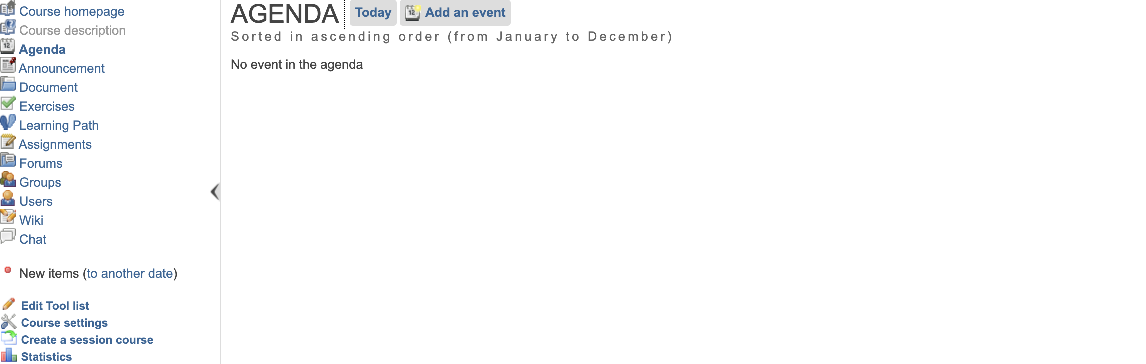 Course homepage
Course description
Agenda
Announcement
Document
Exercises
Learning Path
Assignments
Forums
Groups
Users
Wiki
Chat
New items (to another date)
Edit Tool list
Course settings
Create a session course
Statistics
AGENDA Today Add an event
Sorted in ascending order (from January to December)
No event in the agenda